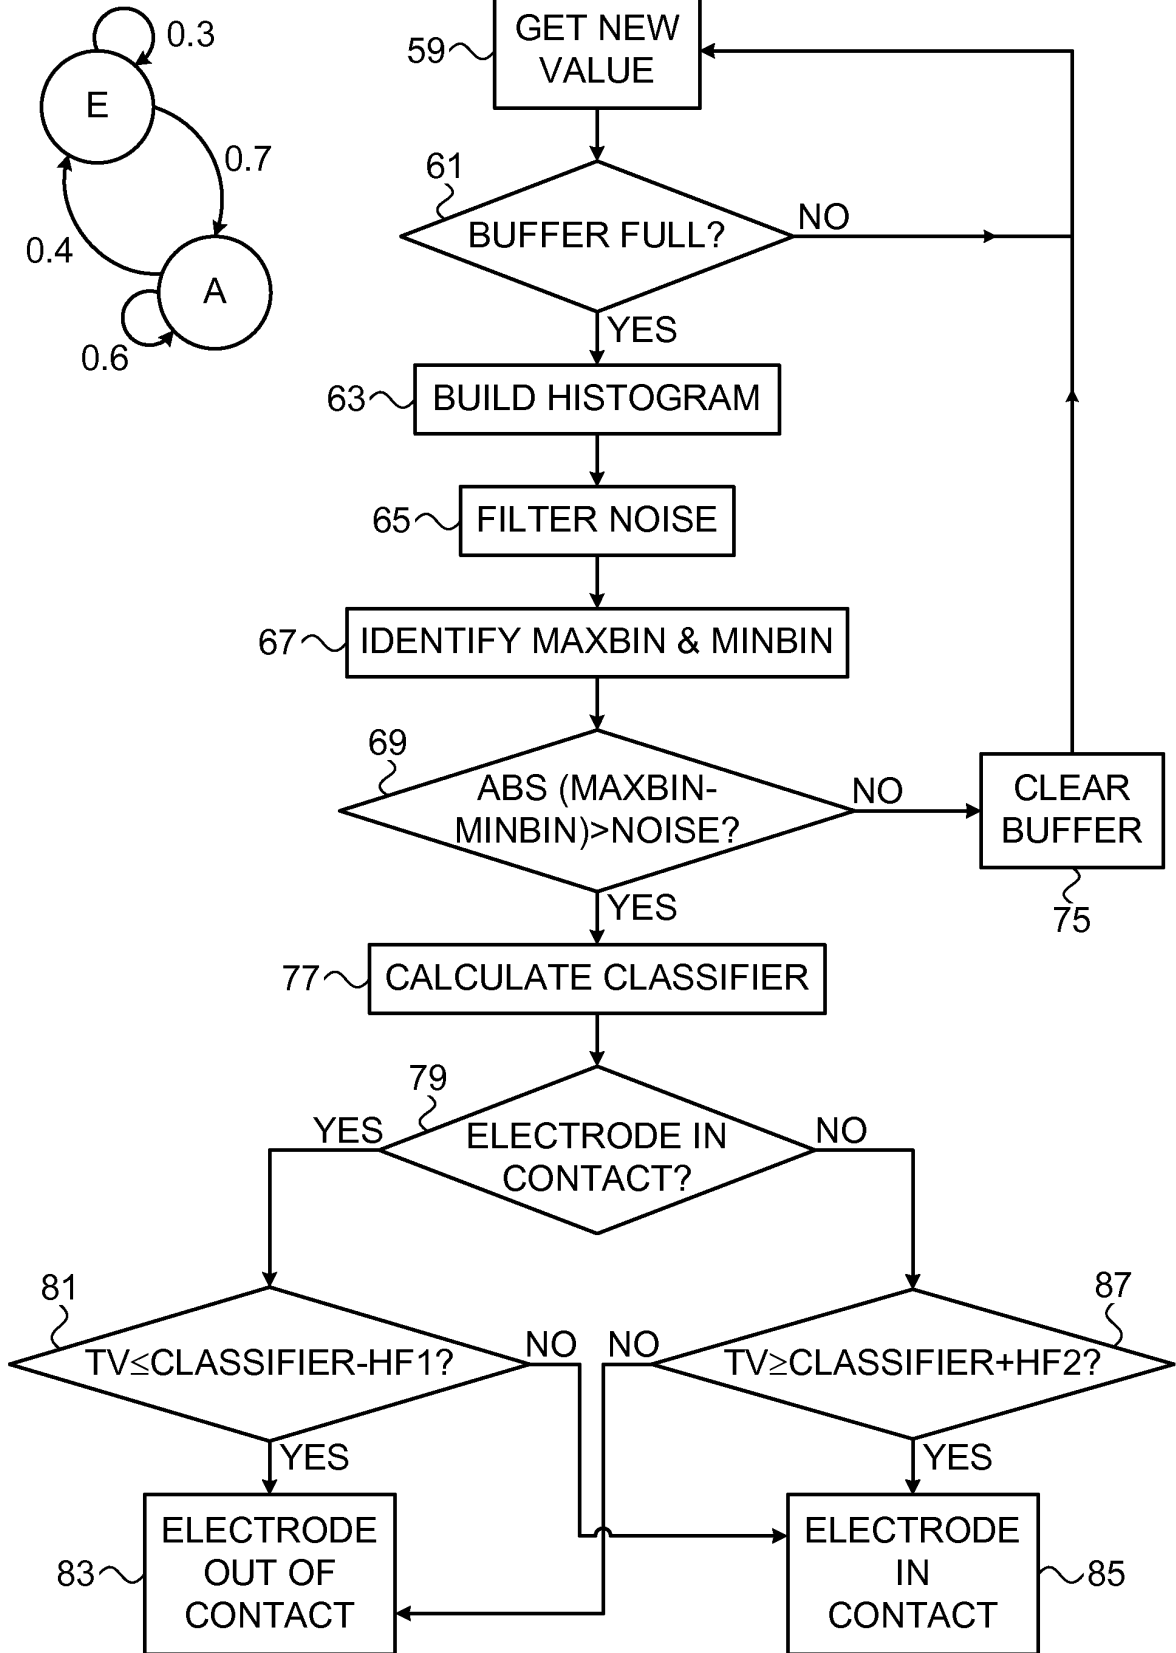 0.3
E
0.7
0.4
A
0.6
GET NEW
VALUE
59
61
BUFFER FULL?
NO
YES
63
BUILD HISTOGRAM
65
FILTER NOISE
67
IDENTIFY MAXBIN & MINBIN
69
ABS (MAXBIN-
MINBIN)>NOISE?
NO
CLEAR
BUFFER
75
YES
77
CALCULATE CLASSIFIER
79
YES
ELECTRODE IN
CONTACT?
NO
81
TV≤CLASSIFIER-HF1?
NO
YES
87
NO
TV≥CLASSIFIER+HF2?
YES
83
ELECTRODE
OUT OF
CONTACT
ELECTRODE
IN
CONTACT
85